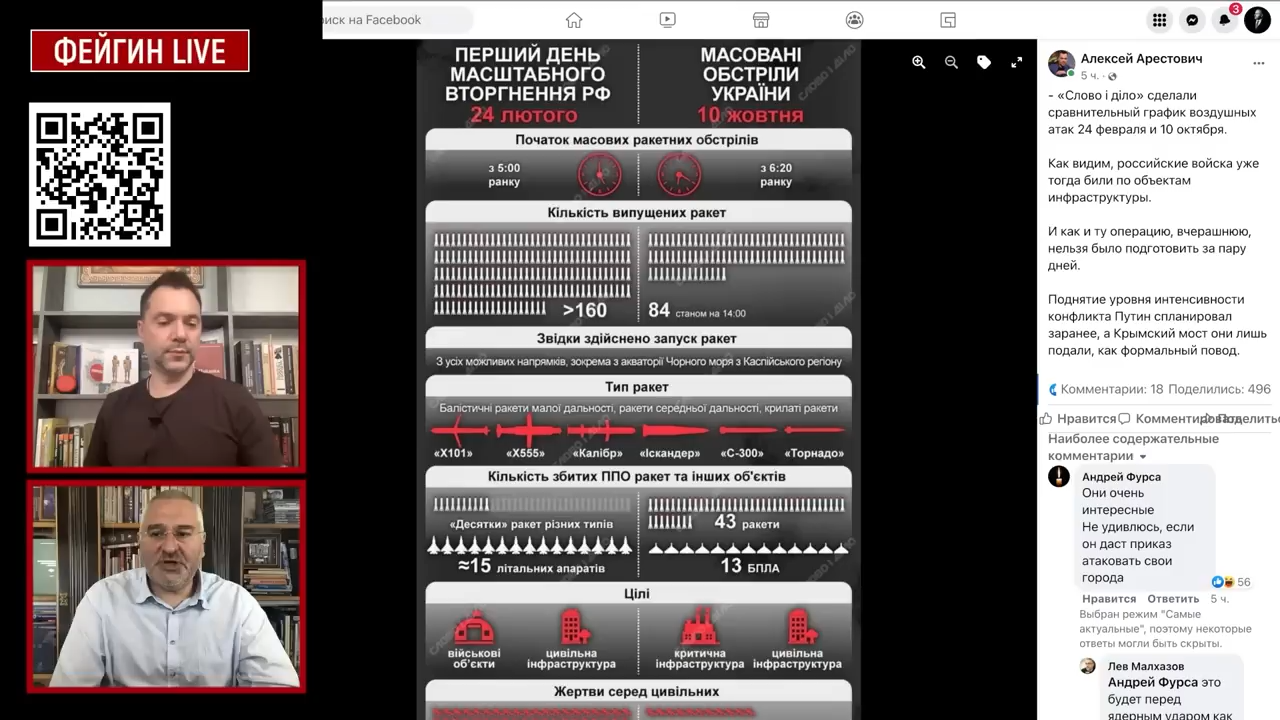 ФЕЙГИН LIVE
иск на Facebook
3
ПЕРШИЙ ДЕНЬ
МАСШТАБНОГО
ВТОРГНЕННЯ РФ
24 ЛЮТОГО
МАСОВАНІ
ОБСТРІЛИ
УКРАЇНИ
10 ЖОВТНЯ
Початок масових ракетних обстрілів
з 5:00
ранку
з 6:20
ранку
Кількість випущених ракет
>160
84 станом на 14:00
Звідки здійснено запуск ракет
З усіх можливих напрямків, зокрема з акваторії Чорного моря з Каспійського регіону
Тип ракет
Балістичні ракети малої дальності, ракети середньої дальності, крилаті ракети
«Х101» «Х555» «Калібр» «Іскандер» «С-300» «Торнадо»
Кількість збитих ППО ракет та інших об'єктів
«Десятки» ракет різних типів
43 ракети
≈15 літальних апаратів
13 БПЛА
Цілі
військові
об'єкти
цивільна
інфраструктура
критична
інфраструктура
цивільна
інфраструктура
Жертви серед цивільних
СЛОВО І ДІЛО
Алексей Арестович
5 ч. ·
- «Слово і діло» сделали
сравнительный график воздушных
атак 24 февраля и 10 октября.
Как видим, российские войска уже
тогда били по объектам
инфраструктуры.
И как и ту операцию, вчерашнюю,
нельзя было подготовить за пару
дней.
Поднятие уровня интенсивности
конфликта Путин спланировал
заранее, а Крымский мост они лишь
подали, как формальный повод.
Комментарии: 18 Поделились: 496
Нравится
Наиболее содержательные
комментарии
Андрей Фурса
Они очень
интересные
Не удивлюсь, если
он даст приказ
атаковать свои
города
56
Нравится Ответить 5 ч.
Выбран режим "Самые
актуальные", поэтому некоторые
ответы могли быть скрыты.
Лев Малхазов
Андрей Фурса это
будет перед
ядерным ударом как